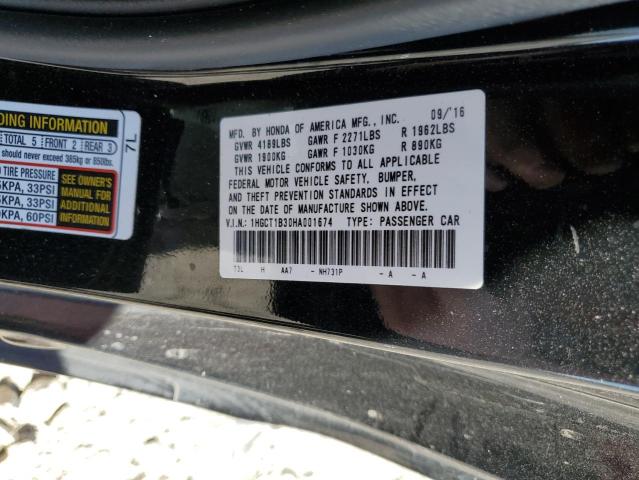 DING INFORMATION
TOTAL 5 FRONT 2 REAR 3
should never exceed 385kg or 850lbs.
TIRE PRESSURE
KPA, 33PSI
KPA, 33PSI
KPA, 60PSI
SEE OWNER'S
MANUAL FOR
ADDITIONAL
INFORMATION
7L
MFD. BY HONDA OF AMERICA MFG., INC. 09/'16
GVWR 4189LBS GAWR F 2271LBS R 1962LBS
GVWR 1900KG GAWR F 1030KG R 890KG
THIS VEHICLE CONFORMS TO ALL APPLICABLE
FEDERAL MOTOR VEHICLE SAFETY, BUMPER,
AND THEFT PREVENTION STANDARDS IN EFFECT
ON THE DATE OF MANUFACTURE SHOWN ABOVE.
V.I.N.: 1HGCT1B30HA001674 TYPE: PASSENGER CAR
T3L H AA7 - NH731P - A - A